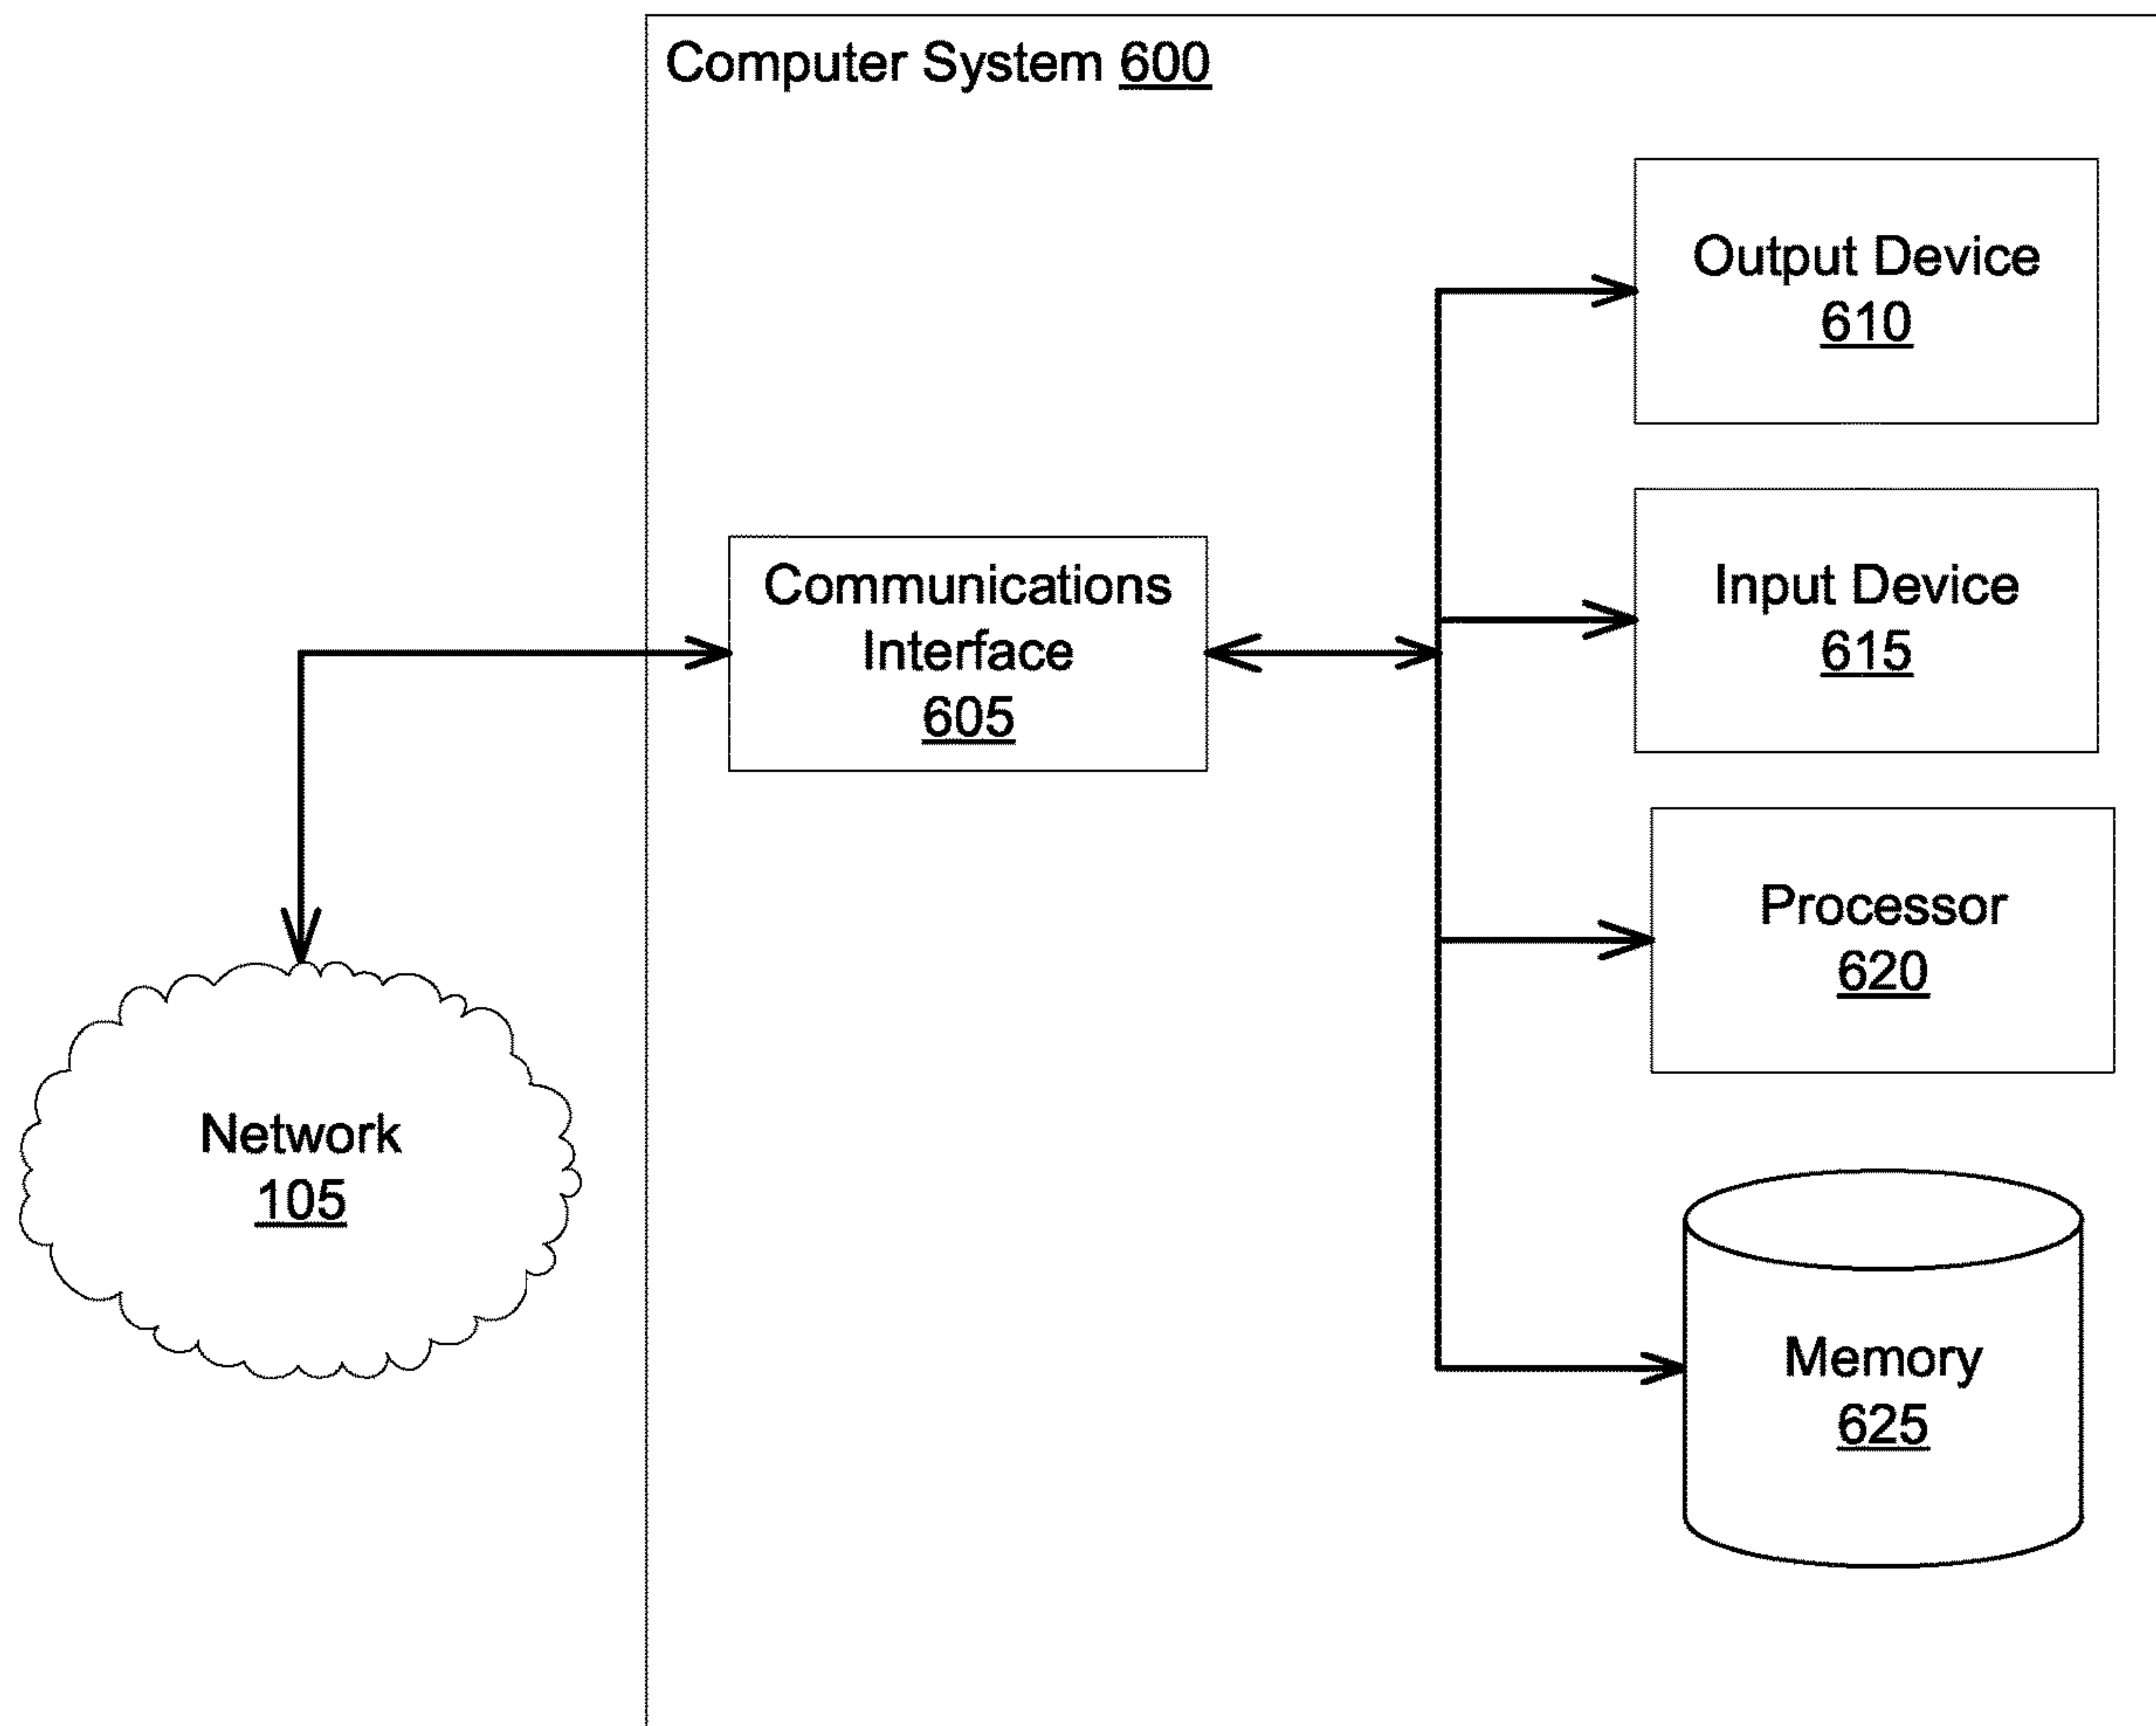 Computer System 600
Output Device
610
Input Device
615
Communications
Interface
605
Processor
620
Network
105
Memory
625